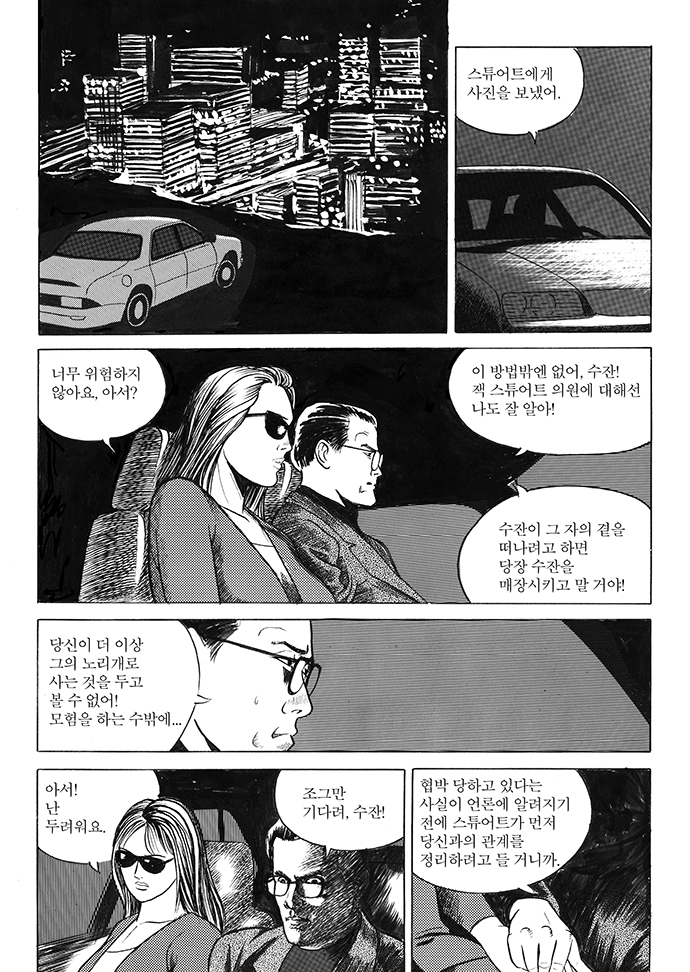 스튜어트에게
사진을 보냈어.
너무 위험하지
않아요, 아서?
이 방법밖엔 없어, 수잔!
잭 스튜어트 의원에 대해선
나도 잘 알아!
수잔이 그 자의 곁을
떠나려고 하면
당장 수잔을
매장시키고 말 거야!
당신이 더 이상
그의 노리개로
사는 것을 두고
볼 수 없어!
모험을 하는 수밖에...
아서!
난
두려워요.
조그만
기다려, 수잔!
협박 당하고 있다는
사실이 언론에 알려지기
전에 스튜어트가 먼저
당신과의 관계를
정리하려고 들 거니까.